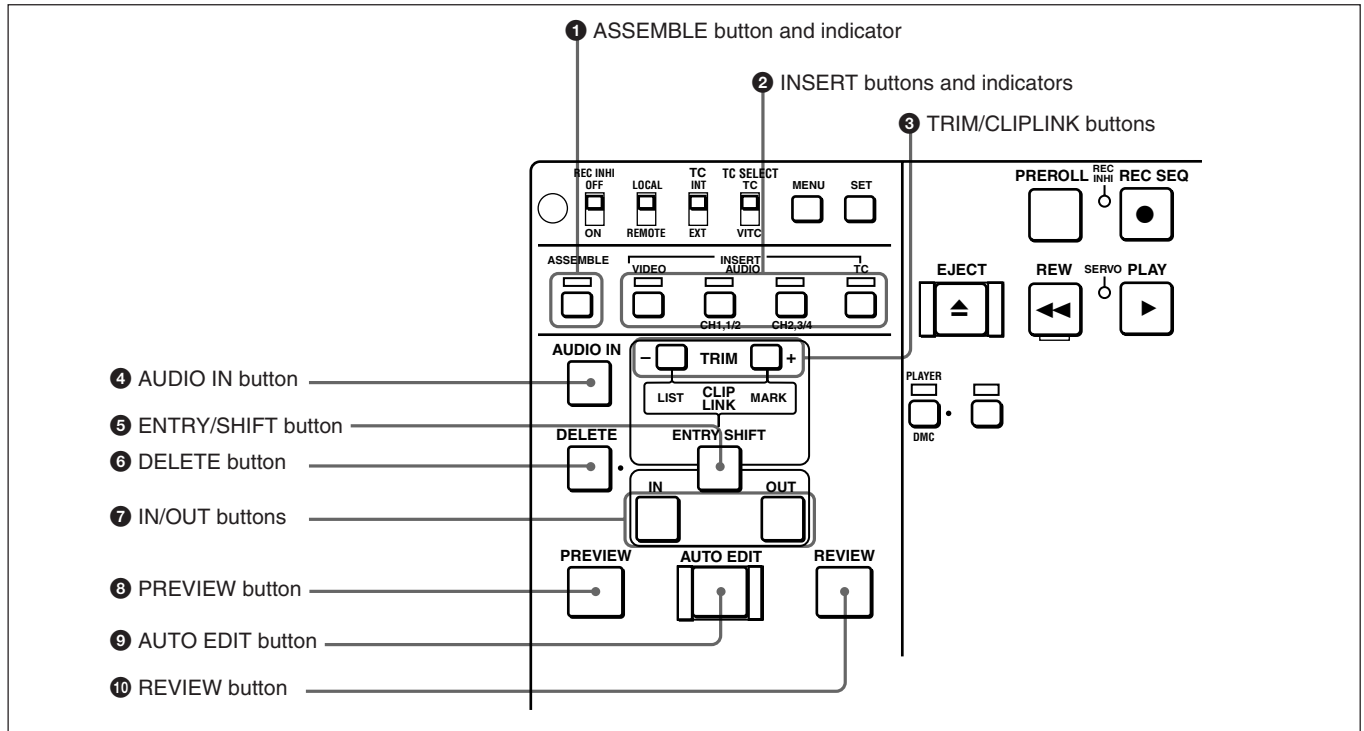 ❶ ASSEMBLE button and indicator
❷ INSERT buttons and indicators
❸ TRIM/CLIPLINK buttons
REC INHI
OFF
ON
LOCAL
REMOTE
TC
INT
EXT
TC SELECT
TC
VITC
MENU
SET
PREROLL
REC
INHI
REC SEQ
ASSEMBLE
INSERT
VIDEO
AUDIO
TC
CH1,1/2
CH2,3/4
EJECT
REW
SERVO
PLAY
AUDIO IN
– TRIM +
LIST
CLIP
LINK
MARK
PLAYER
DMC
DELETE
ENTRY SHIFT
IN
OUT
PREVIEW
AUTO EDIT
REVIEW
❹ AUDIO IN button
❺ ENTRY/SHIFT button
❻ DELETE button
❼ IN/OUT buttons
❽ PREVIEW button
❾ AUTO EDIT button
❿ REVIEW button